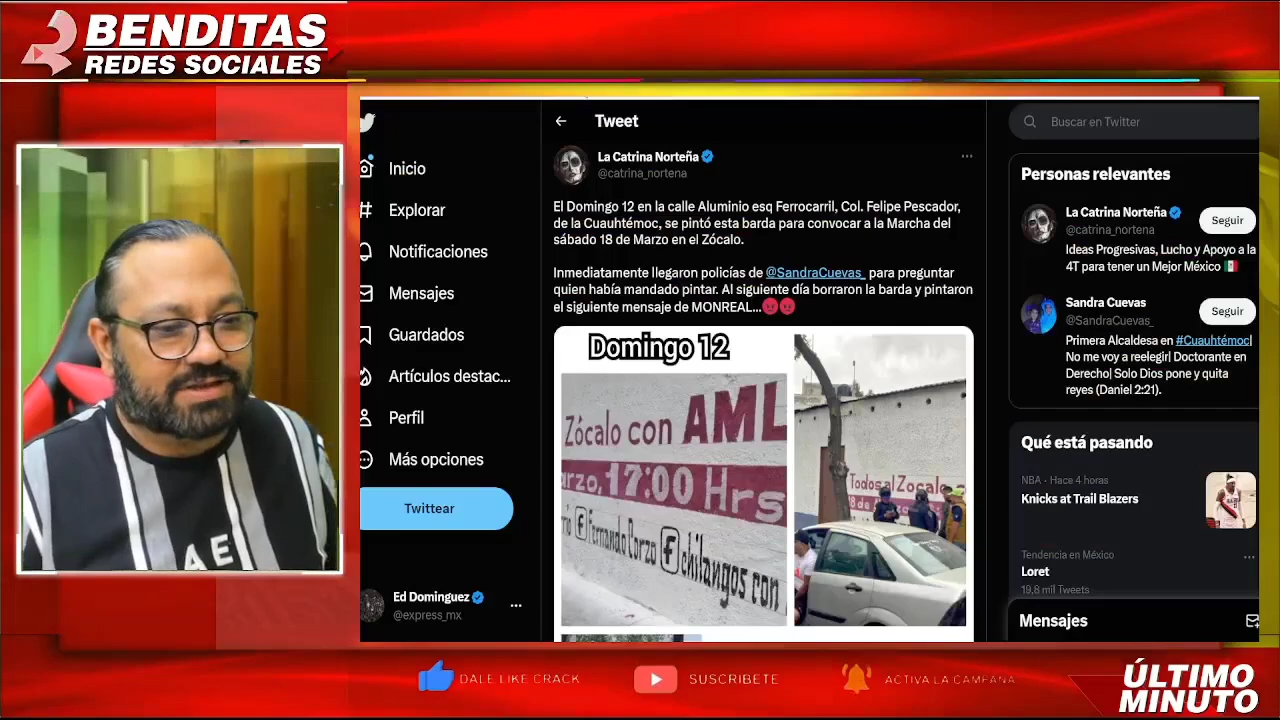 BENDITAS
REDES SOCIALES
Inicio
Explorar
Notificaciones
Mensajes
Guardados
Artículos destac...
Perfil
Más opciones
Twittear
Ed Dominguez
@express_mx
Tweet
La Catrina Norteña
@catrina_nortena
El Domingo 12 en la calle Aluminio esq Ferrocarril, Col. Felipe Pescador,
de la Cuauhtémoc, se pintó esta barda para convocar a la Marcha del
sábado 18 de Marzo en el Zócalo.
Inmediatamente llegaron policías de @SandraCuevas_ para preguntar
quien había mandado pintar. Al siguiente día borraron la barda y pintaron
el siguiente mensaje de MONREAL...
Domingo 12
Zócalo con AML
arzo, 17:00 Hrs
Fernando Corzo
chilangos con
Todos al Zocalo
18 de
Buscar en Twitter
Personas relevantes
La Catrina Norteña
@catrina_nortena
Seguir
Ideas Progresivas, Lucho y Apoyo a la
4T para tener un Mejor México
Sandra Cuevas
@SandraCuevas_
Seguir
Primera Alcaldesa en #Cuauhtémoc|
No me voy a reelegir| Doctorante en
Derecho| Solo Dios pone y quita
reyes (Daniel 2:21).
Qué está pasando
NBA · Hace 4 horas
Knicks at Trail Blazers
Tendencia en México
Loret
19,8 mil Tweets
Mensajes
AE
DALE LIKE CRACK
SUSCRIBETE
ACTIVA LA CAMPANA
ÚLTIMO
MINUTO